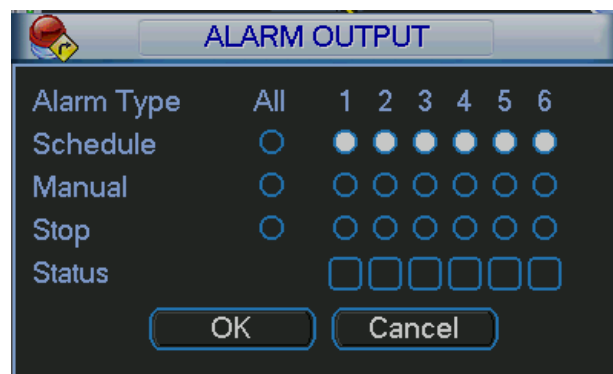 ALARM OUTPUT
Alarm Type All 1 2 3 4 5 6
Schedule
Manual
Stop
Status
OK Cancel